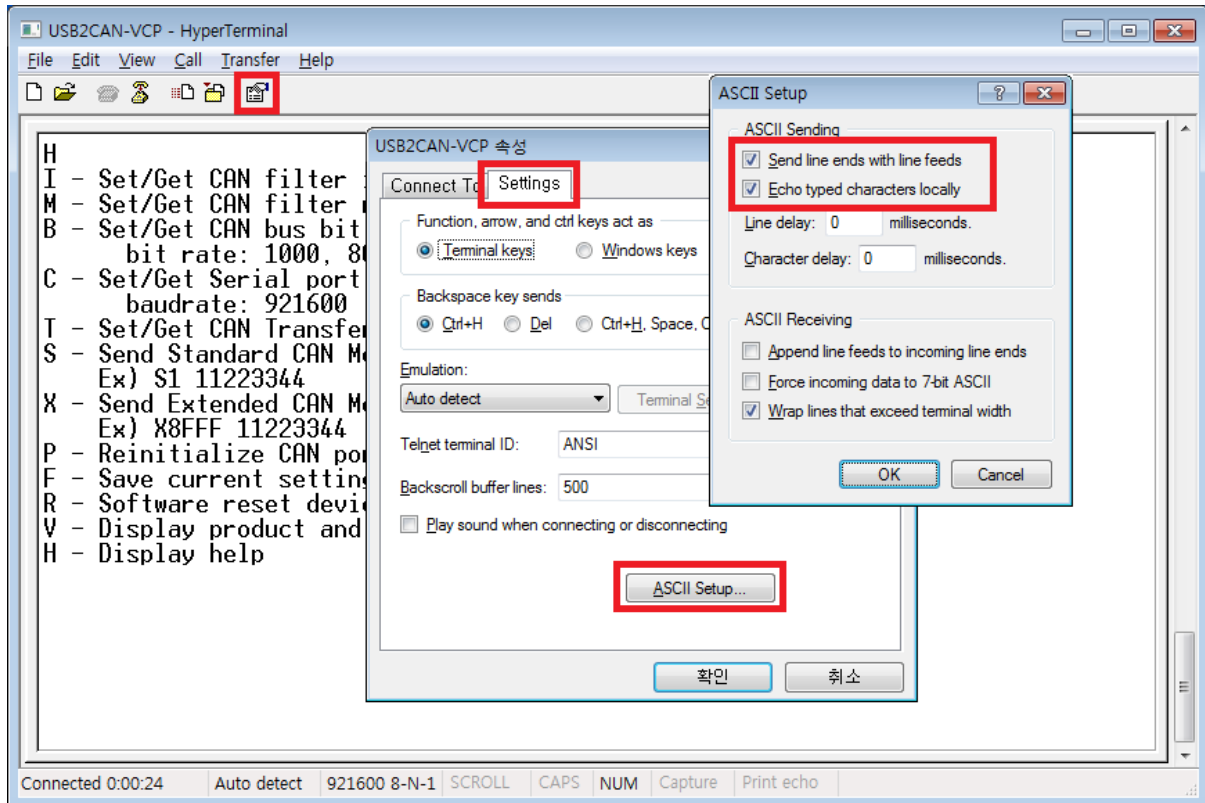 USB2CAN-VCP - HyperTerminal
File Edit View Call Transfer Help
H
I - Set/Get CAN filter
M - Set/Get CAN filter
B - Set/Get CAN bus bit
bit rate: 1000,
C - Set/Get Serial port
baudrate: 921600
T - Set/Get CAN
S - Send Standard CAN
Ex) S1 11223344
X - Send Extended CAN
Ex) X8FFF 11223344
P - Reinitialize CAN
F - Save current
R - Software reset
V - Display product and
H - Display help
USB2CAN-VCP 속성
Connect To Settings
Function, arrow, and ctrl keys act as
Terminal keys Windows keys
Backspace key sends
Ctrl+H Del Ctrl+H, Space,
Emulation:
Auto detect Terminal
Telnet terminal ID: ANSI
Backscroll buffer lines: 500
Play sound when connecting or disconnecting
ASCII Setup...
확인 취소
ASCII Setup
ASCII Sending
Send line ends with line feeds
Echo typed characters locally
Line delay: 0 milliseconds.
Character delay: 0 milliseconds.
ASCII Receiving
Append line feeds to incoming line ends
Force incoming data to 7-bit ASCII
Wrap lines that exceed terminal width
OK Cancel
Connected 0:00:24 Auto detect 921600 8-N-1 SCROLL CAPS NUM Capture Print echo